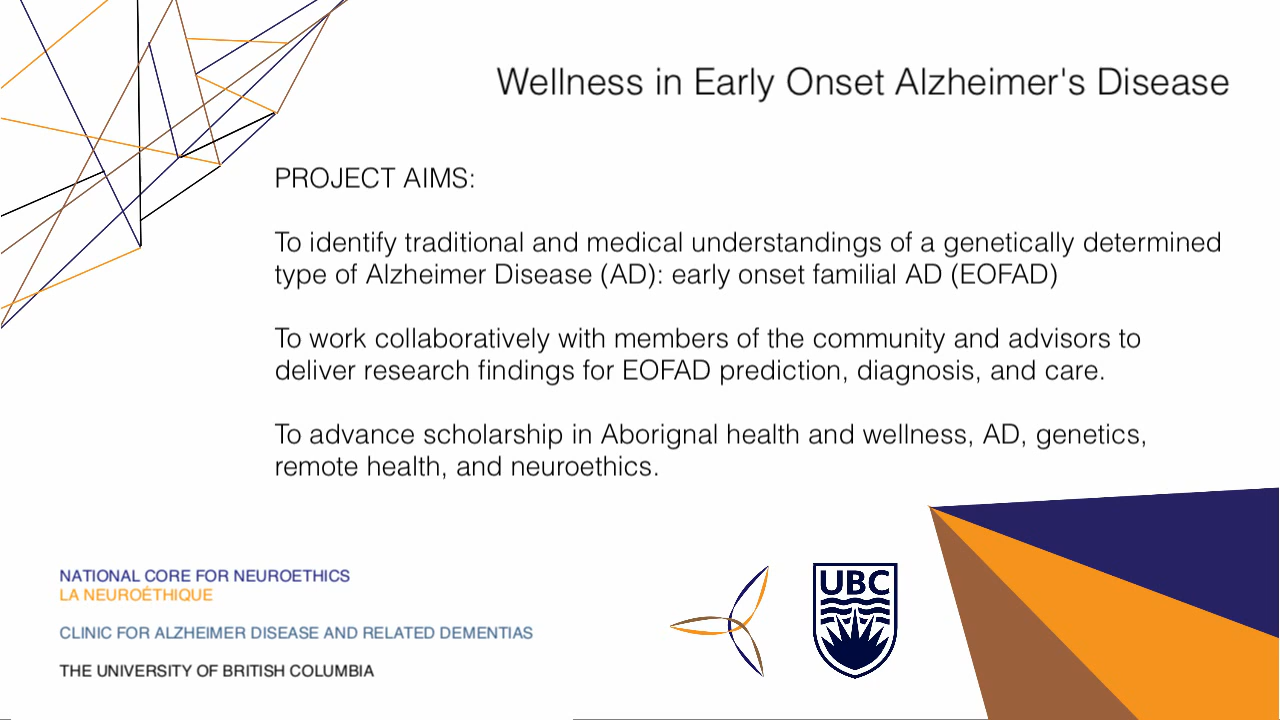 Wellness in Early Onset Alzheimer's Disease
PROJECT AIMS:
To identify traditional and medical understandings of a genetically determined
type of Alzheimer Disease (AD): early onset familial AD (EOFAD)
To work collaboratively with members of the community and advisors to
deliver research findings for EOFAD prediction, diagnosis, and care.
To advance scholarship in Aborignal health and wellness, AD, genetics,
remote health, and neuroethics.
NATIONAL CORE FOR NEUROETHICS
LA NEUROÉTHIQUE
CLINIC FOR ALZHEIMER DISEASE AND RELATED DEMENTIAS
THE UNIVERSITY OF BRITISH COLUMBIA
UBC